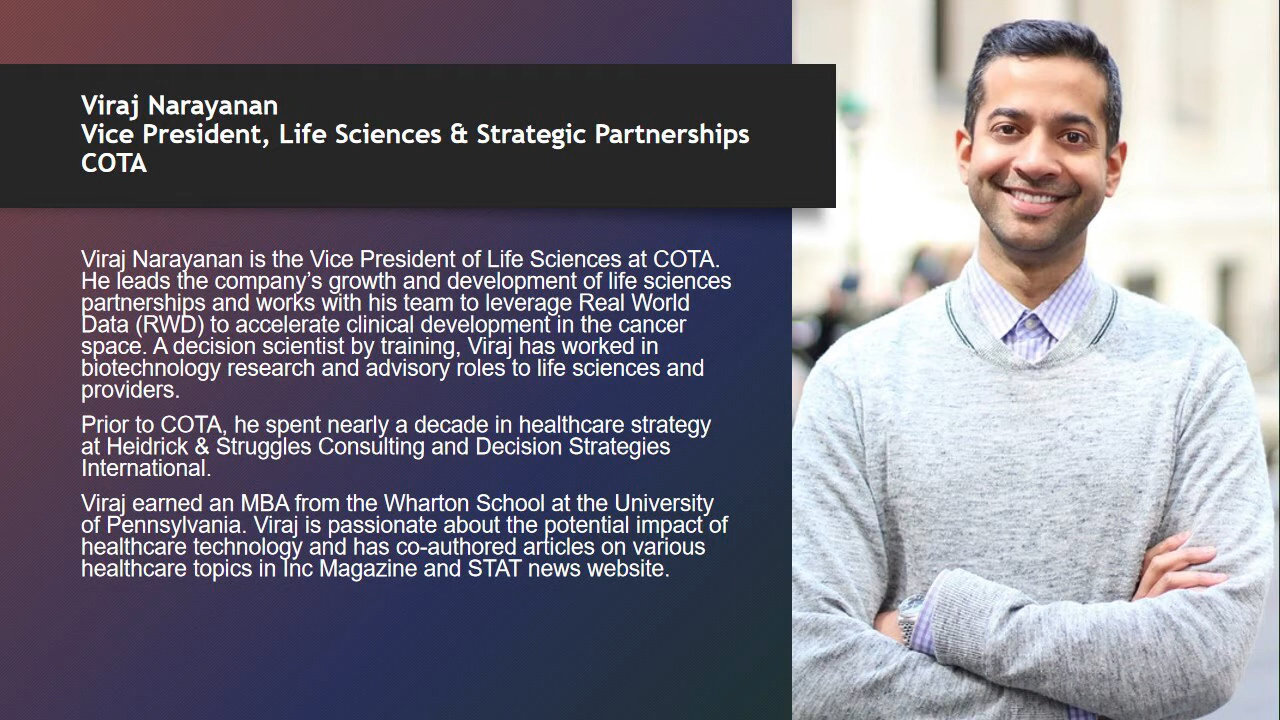 Viraj Narayanan
Vice President, Life Sciences & Strategic Partnerships
COTA
Viraj Narayanan is the Vice President of Life Sciences at COTA.
He leads the company’s growth and development of life sciences
partnerships and works with his team to leverage Real World
Data (RWD) to accelerate clinical development in the cancer
space. A decision scientist by training, Viraj has worked in
biotechnology research and advisory roles to life sciences and
providers.
Prior to COTA, he spent nearly a decade in healthcare strategy
at Heidrick & Struggles Consulting and Decision Strategies
International.
Viraj earned an MBA from the Wharton School at the University
of Pennsylvania. Viraj is passionate about the potential impact of
healthcare technology and has co-authored articles on various
healthcare topics in Inc Magazine and STAT news website.